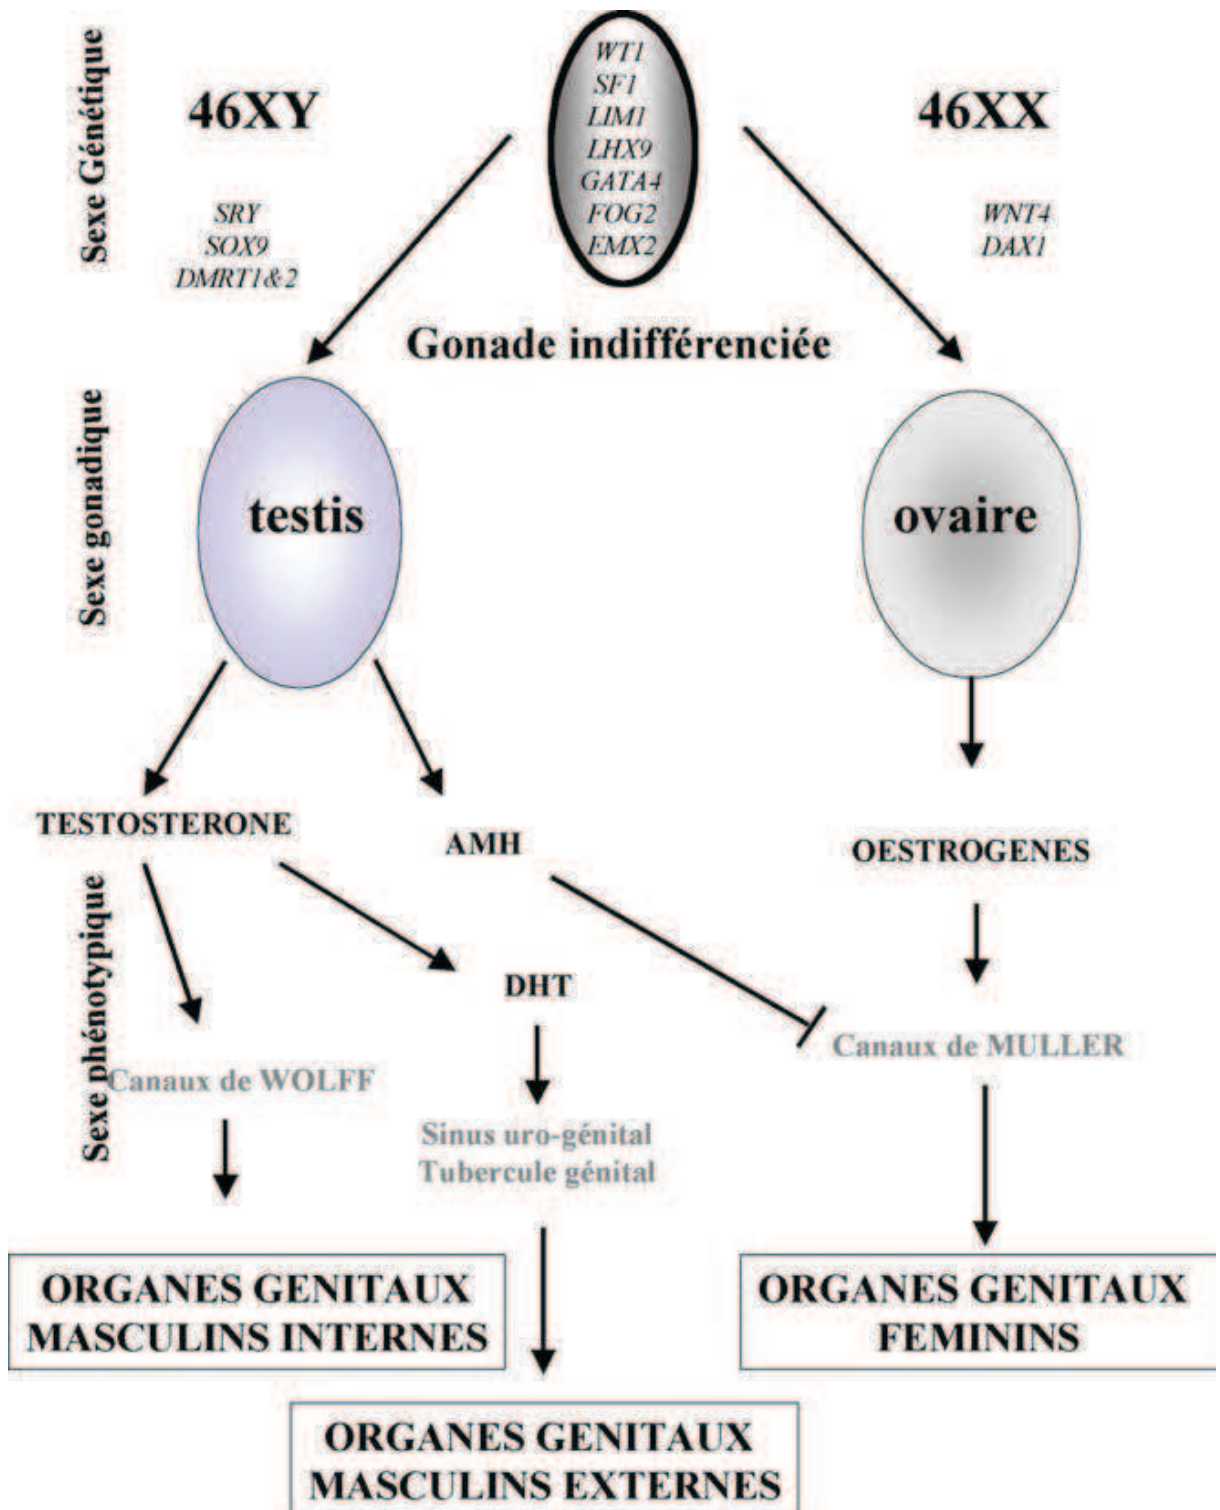 Sexe Génétique
46XY
SRY
SOX9
DMRT1&2
WT1
SF1
LIM1
LHX9
GATA4
FOG2
EMX2
46XX
WNT4
DAX1
Gonade indifférenciée
Sexe gonadique
testis
ovaire
Sexe phénotypique
TESTOSTERONE
AMH
OESTROGENES
DHT
Canaux de WOLFF
Canaux de MULLER
Sinus uro-génital
Tubercule génital
ORGANES GENITAUX
MASCULINS INTERNES
ORGANES GENITAUX
FEMININS
ORGANES GENITAUX
MASCULINS EXTERNES